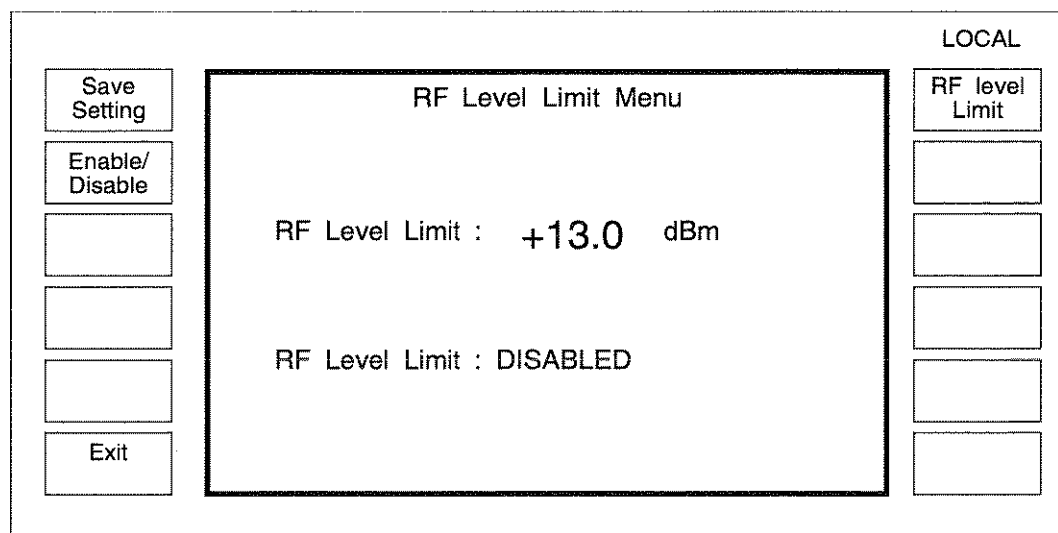 LOCAL
Save
Setting
RF Level Limit Menu
RF level
Limit
Enable/
Disable
RF Level Limit : +13.0 dBm
RF Level Limit : DISABLED
Exit